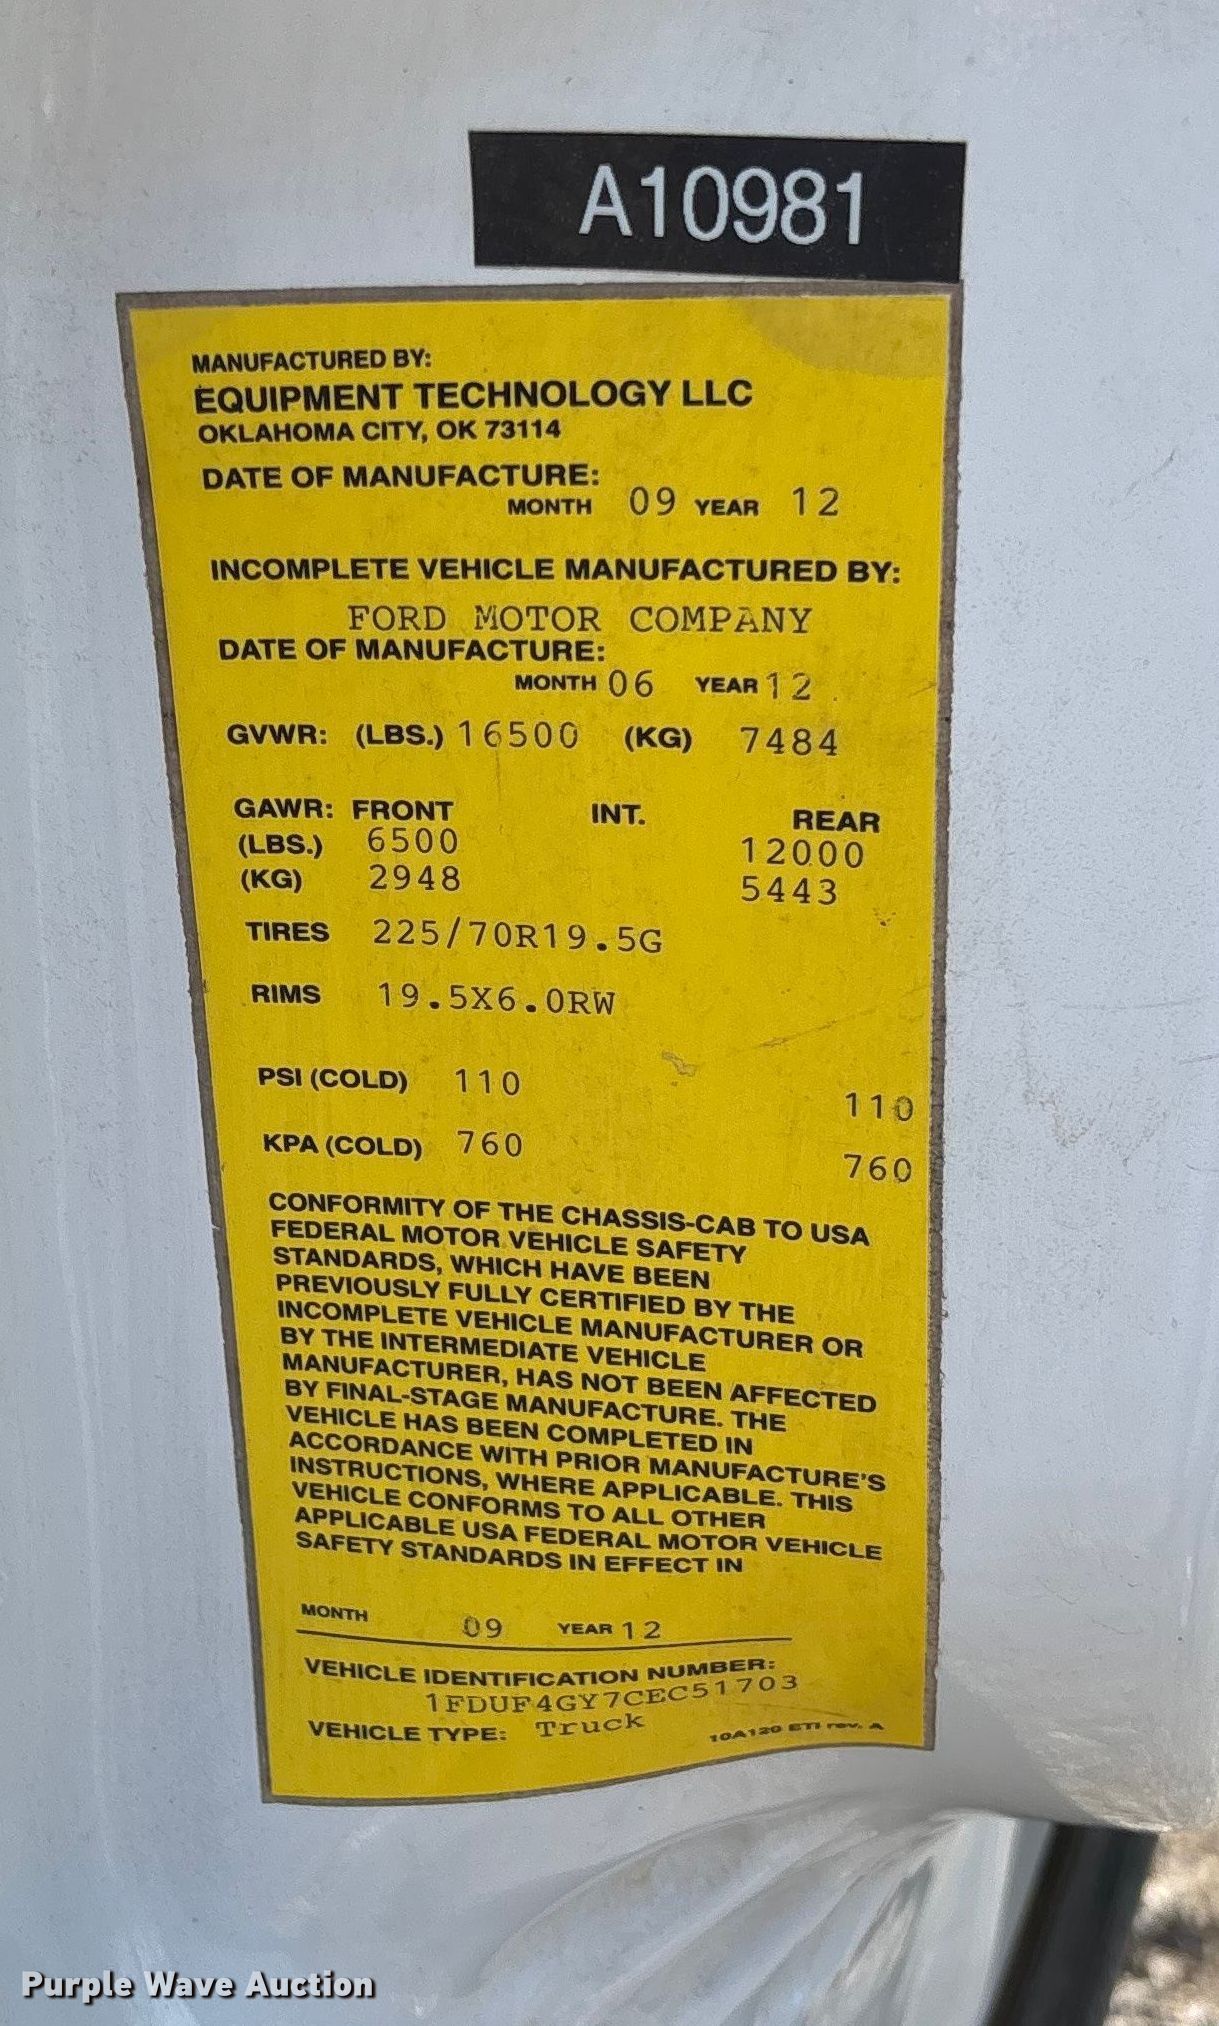 A10981
MANUFACTURED BY:
EQUIPMENT TECHNOLOGY LLC
OKLAHOMA CITY, OK 73114
DATE OF MANUFACTURE:
MONTH 09 YEAR 12
INCOMPLETE VEHICLE MANUFACTURED BY:
FORD MOTOR COMPANY
DATE OF MANUFACTURE:
MONTH 06 YEAR 12
GVWR: (LBS.) 16500 (KG) 7484
GAWR: FRONT INT. REAR
(LBS.) 6500 12000
(KG) 2948 5443
TIRES 225/70R19.5G
RIMS 19.5X6.0RW
PSI (COLD) 110 110
KPA (COLD) 760 760
CONFORMITY OF THE CHASSIS-CAB TO USA
FEDERAL MOTOR VEHICLE SAFETY
STANDARDS, WHICH HAVE BEEN
PREVIOUSLY FULLY CERTIFIED BY THE
INCOMPLETE VEHICLE MANUFACTURER OR
BY THE INTERMEDIATE VEHICLE
MANUFACTURER, HAS NOT BEEN AFFECTED
BY FINAL-STAGE MANUFACTURE. THE
VEHICLE HAS BEEN COMPLETED IN
ACCORDANCE WITH PRIOR MANUFACTURE'S
INSTRUCTIONS, WHERE APPLICABLE. THIS
VEHICLE CONFORMS TO ALL OTHER
APPLICABLE USA FEDERAL MOTOR VEHICLE
SAFETY STANDARDS IN EFFECT IN
MONTH 09 YEAR 12
VEHICLE IDENTIFICATION NUMBER:
1FDUF4GY7CEC51703
VEHICLE TYPE: Truck
10A120 ETI rev. A
Purple Wave Auction